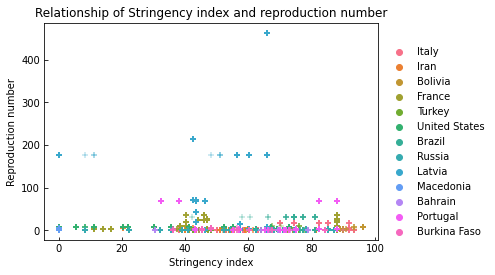 Relationship of Stringency index and reproduction number
Reproduction number
400
300
200
100
0
0
20
40
60
80
100
Stringency index
Italy
Iran
Bolivia
France
Turkey
United States
Brazil
Russia
Latvia
Macedonia
Bahrain
Portugal
Burkina Faso